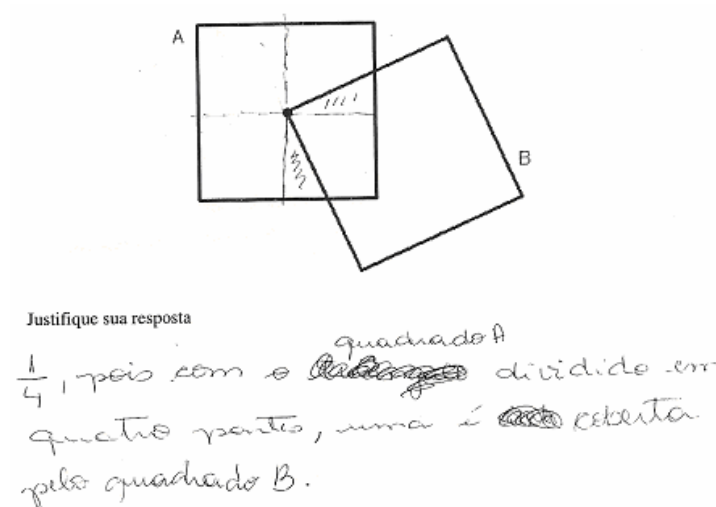 A
B
Justifique sua resposta
quadrado A
1/4, pois com o dividido em
quatro partes, uma é coberta
pelo quadrado B.